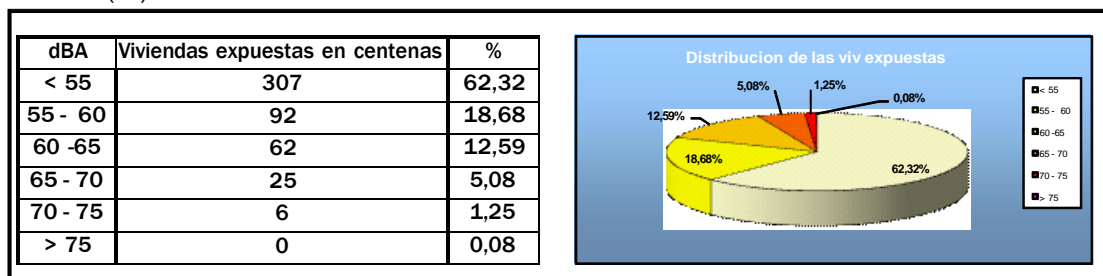 dBA Viviendas expuestas en centenas %
< 55 307 62,32
55 - 60 92 18,68
60 -65 62 12,59
65 - 70 25 5,08
70 - 75 6 1,25
> 75 0 0,08
Distribucion de las viv expuestas
5,08% 1,25%
0,08%
12,59%
18,68%
62,32%
< 55
55 - 60
60 -65
65 - 70
70 - 75
> 75